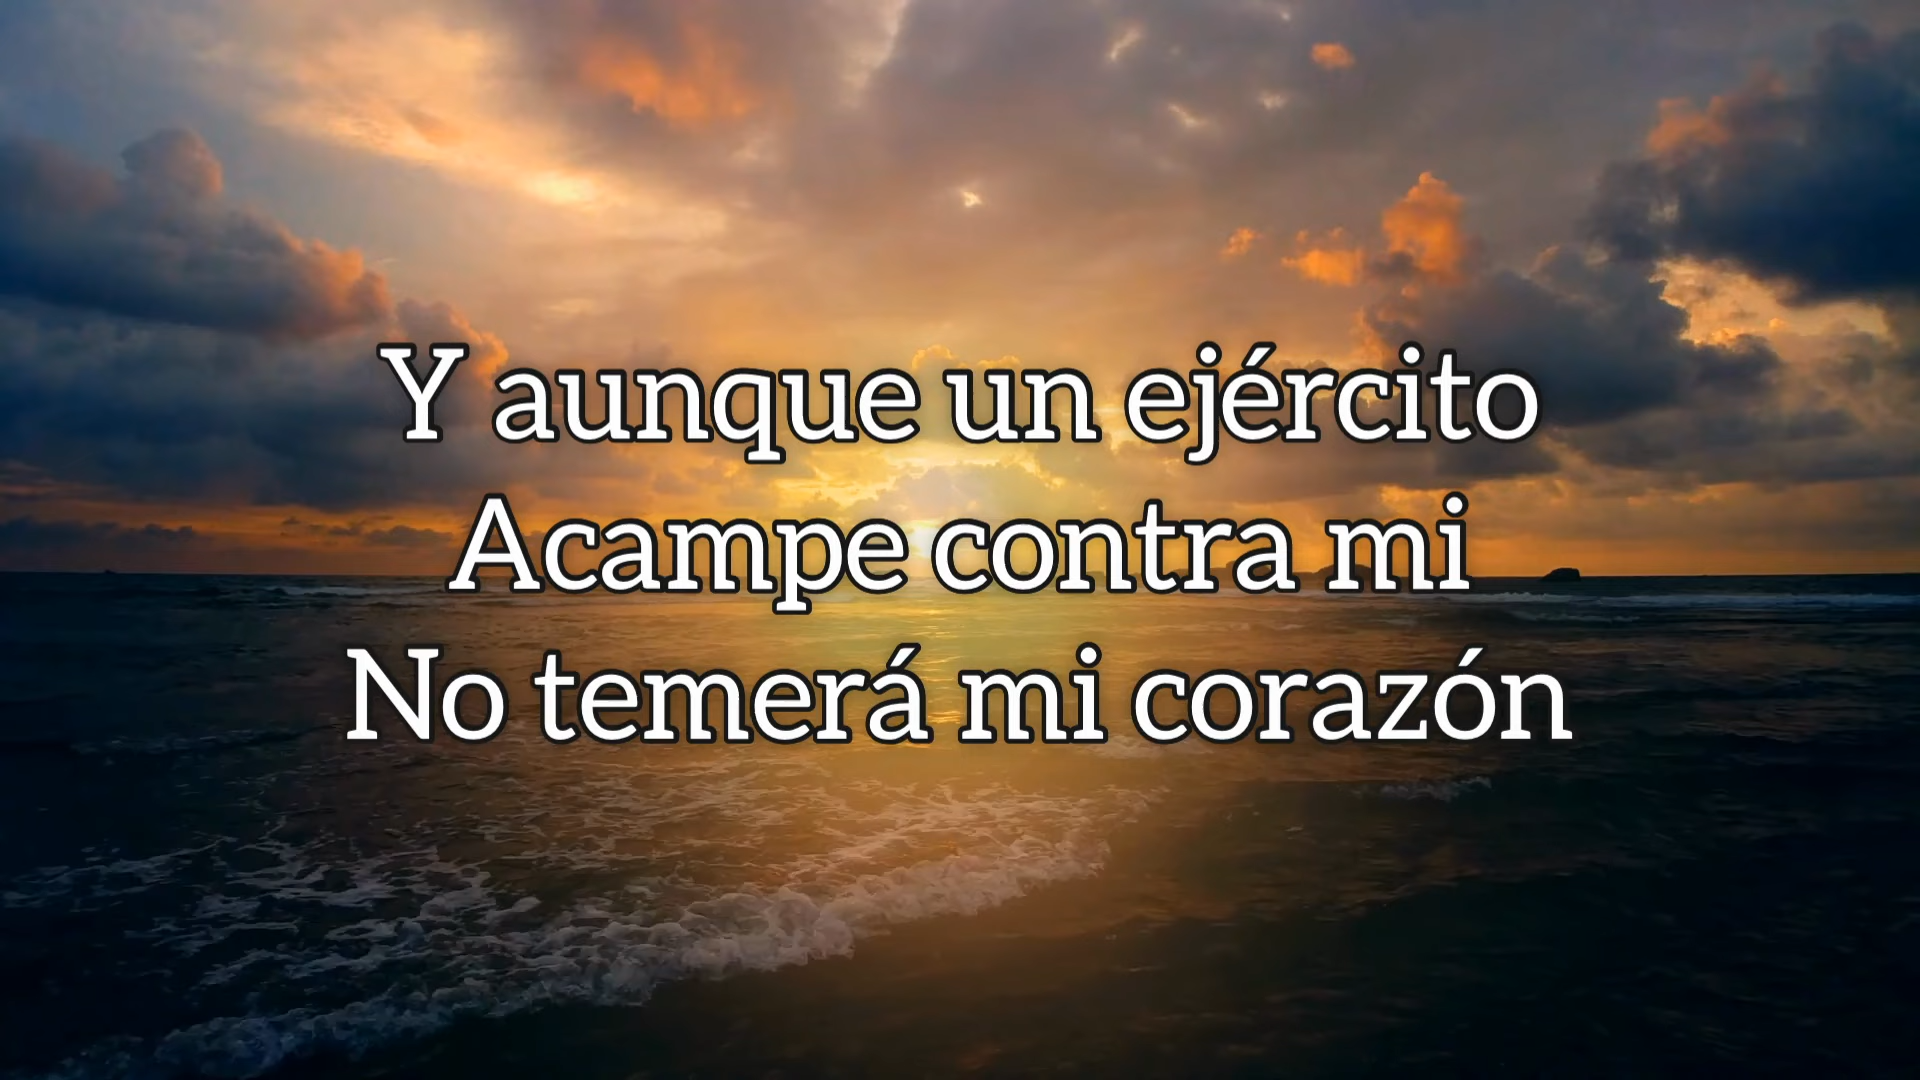 Y aunque un ejército
Acampe contra mi
No temerá mi corazón